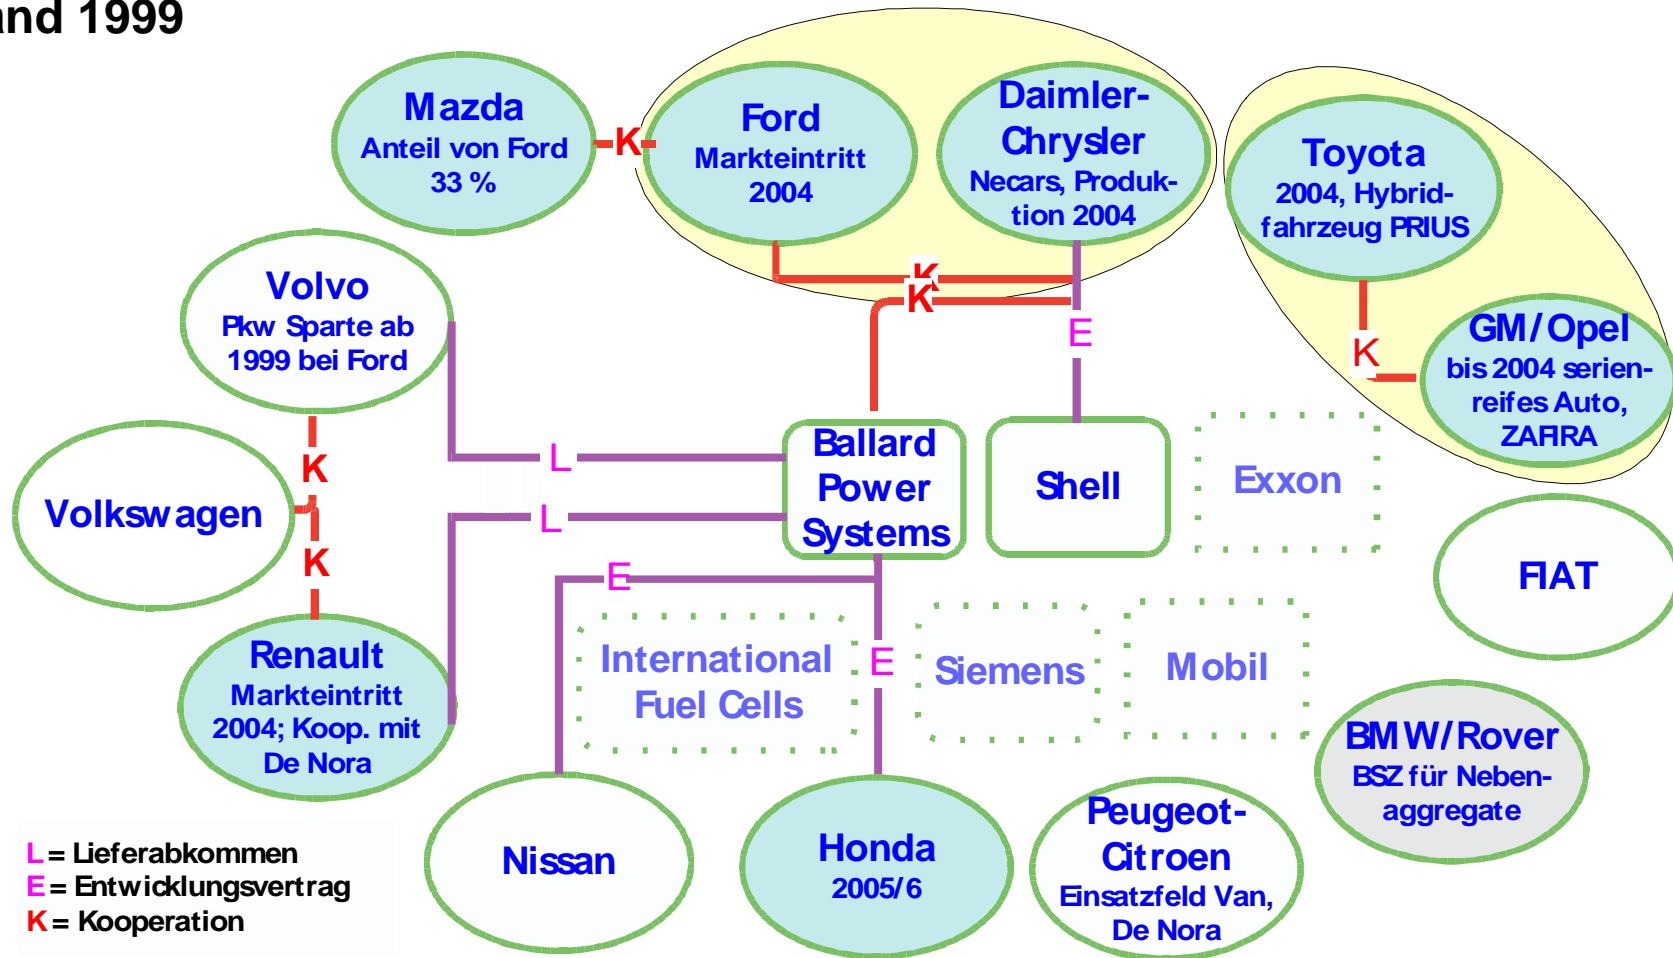 and 1999
Mazda
Anteil von Ford
33 %
K
Ford
Markteintritt
2004
Daimler-
Chrysler
Necars, Produk-
tion 2004
Toyota
2004, Hybrid-
fahrzeug PRIUS
K
GM/Opel
bis 2004 serien-
reifes Auto,
ZAFIRA
K
K
E
Volvo
Pkw Sparte ab
1999 bei Ford
K
Volkswagen
K
L
L
Ballard
Power
Systems
Shell
Exxon
FIAT
E
Renault
Markteintritt
2004; Koop. mit
De Nora
International
Fuel Cells
E
Siemens
Mobil
BMW/Rover
BSZ für Neben-
aggregate
Nissan
Honda
2005/6
Peugeot-
Citroen
Einsatzfeld Van,
De Nora
L = Lieferabkommen
E = Entwicklungsvertrag
K = Kooperation